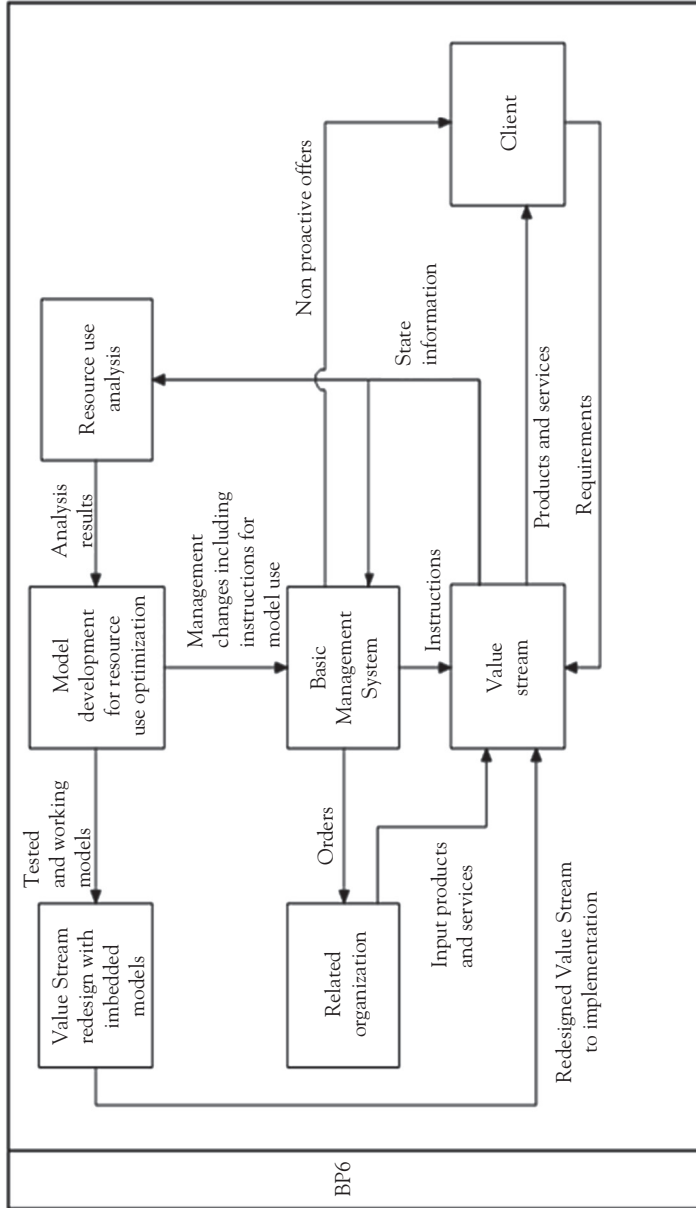 BP6
Value Stream
redesign with
imbedded
models
Tested
and working
models
Model
development
for resource
use optimization
Analysis
results
Resource use
analysis
Management
changes including
instructions for
model use
Related
organization
Orders
Basic
Management
System
Non proactive offers
State
information
Instructions
Input products
and services
Value
stream
Products and services
Client
Requirements
Redesigned Value Stream
to implementation